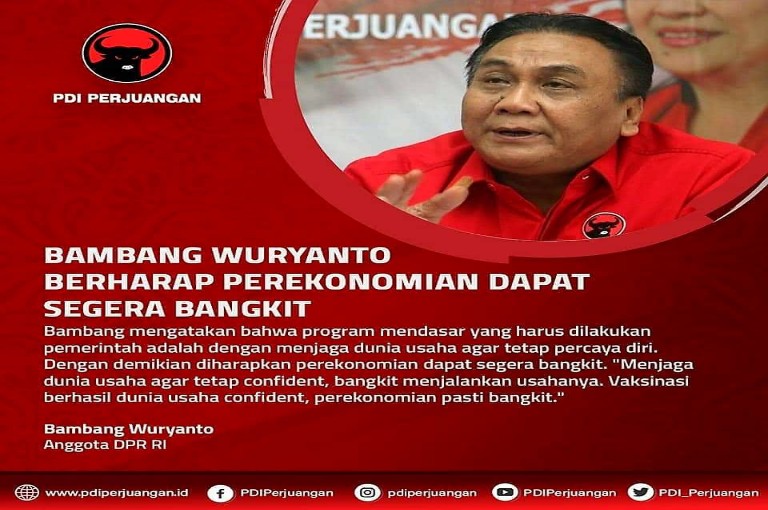 PDI PERJUANGAN
ERJUANGAN
BAMBANG WURYANTO
BERHARAP PEREKONOMIAN DAPAT
SEGERA BANGKIT
Bambang mengatakan bahwa program mendasar yang harus dilakukan
pemerintah adalah dengan menjaga dunia usaha agar tetap percaya diri.
Dengan demikian diharapkan perekonomian dapat segera bangkit. "Menjaga
dunia usaha agar tetap confident, bangkit menjalankan usahanya. Vaksinasi
berhasil dunia usaha confident, perekonomian pasti bangkit."
Bambang Wuryanto
Anggota DPR RI
www.pdiperjuangan.id PDIPerjuangan pdiperjuangan PDIPerjuangan PDI_Perjuangan